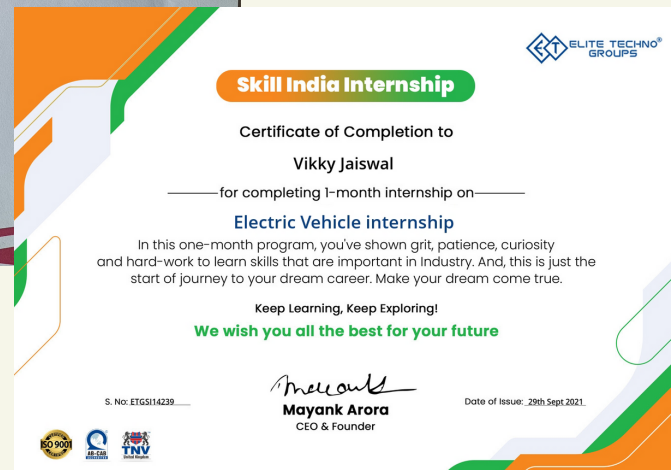 ELITE TECHNO®
GROUPS
Skill India Internship
Certificate of Completion to
Vikky Jaiswal
for completing 1-month internship on
Electric Vehicle internship
In this one-month program, you've shown grit, patience, curiosity
and hard-work to learn skills that are important in Industry. And, this is just the
start of journey to your dream career. Make your dream come true.
Keep Learning, Keep Exploring!
We wish you all the best for your future
S. No: ETGSI14239
Mayank Arora
CEO & Founder
Date of Issue: 29th Sept 2021
ISO 9001
AB-CAB
TNV
United Kingdom